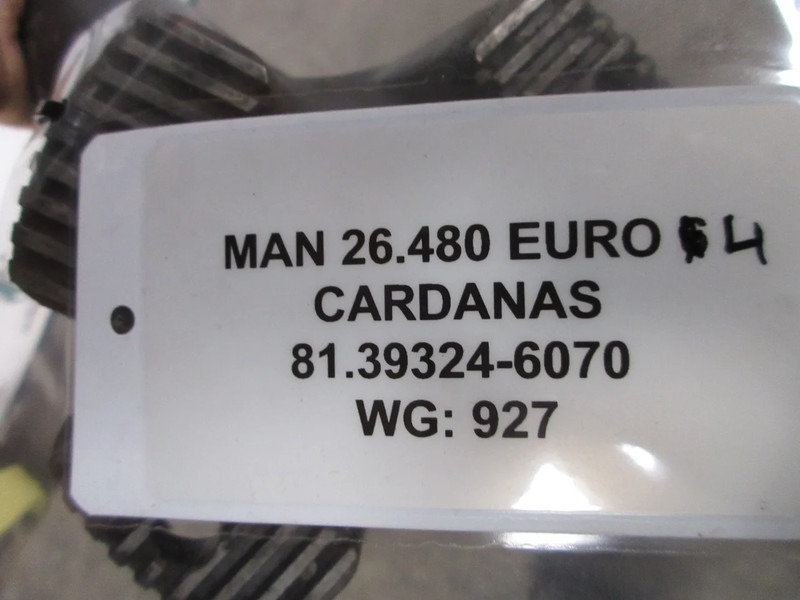 MAN 26.480 EURO 4
CARDANAS
81.39324-6070
WG: 927